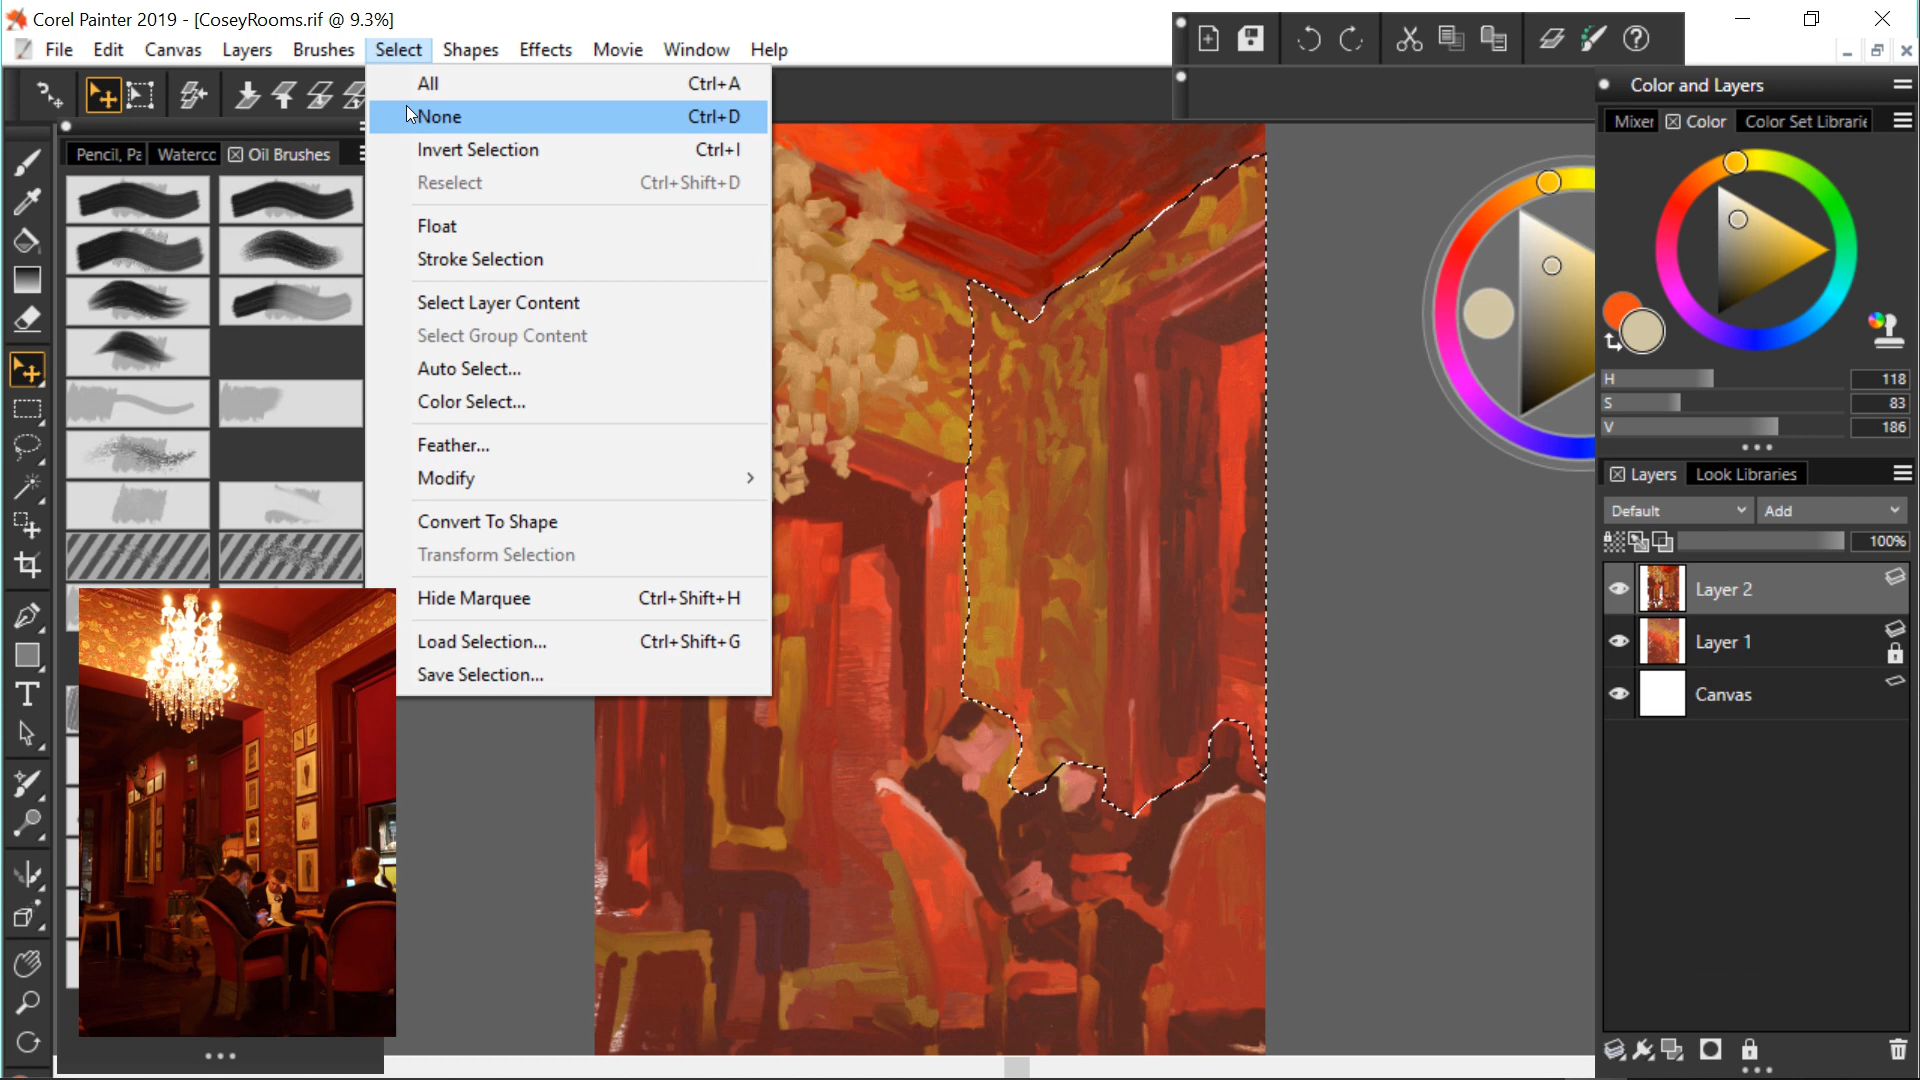 Corel Painter 2019 - [CoseyRooms.rif @ 9.3%]
File Edit Canvas Layers Brushes Select Shapes Effects Movie Window Help
All Ctrl+A
None Ctrl+D
Invert Selection Ctrl+I
Reselect Ctrl+Shift+D
Float
Stroke Selection
Select Layer Content
Select Group Content
Auto Select...
Color Select...
Feather...
Modify
Convert To Shape
Transform Selection
Hide Marquee Ctrl+Shift+H
Load Selection... Ctrl+Shift+G
Save Selection...
Pencil, Pa Waterco Oil Brushes
Color and Layers
Mixer Color Color Set Librarie
H 118
S 83
V 186
Layers Look Libraries
Default Add
100%
Layer 2
Layer 1
Canvas